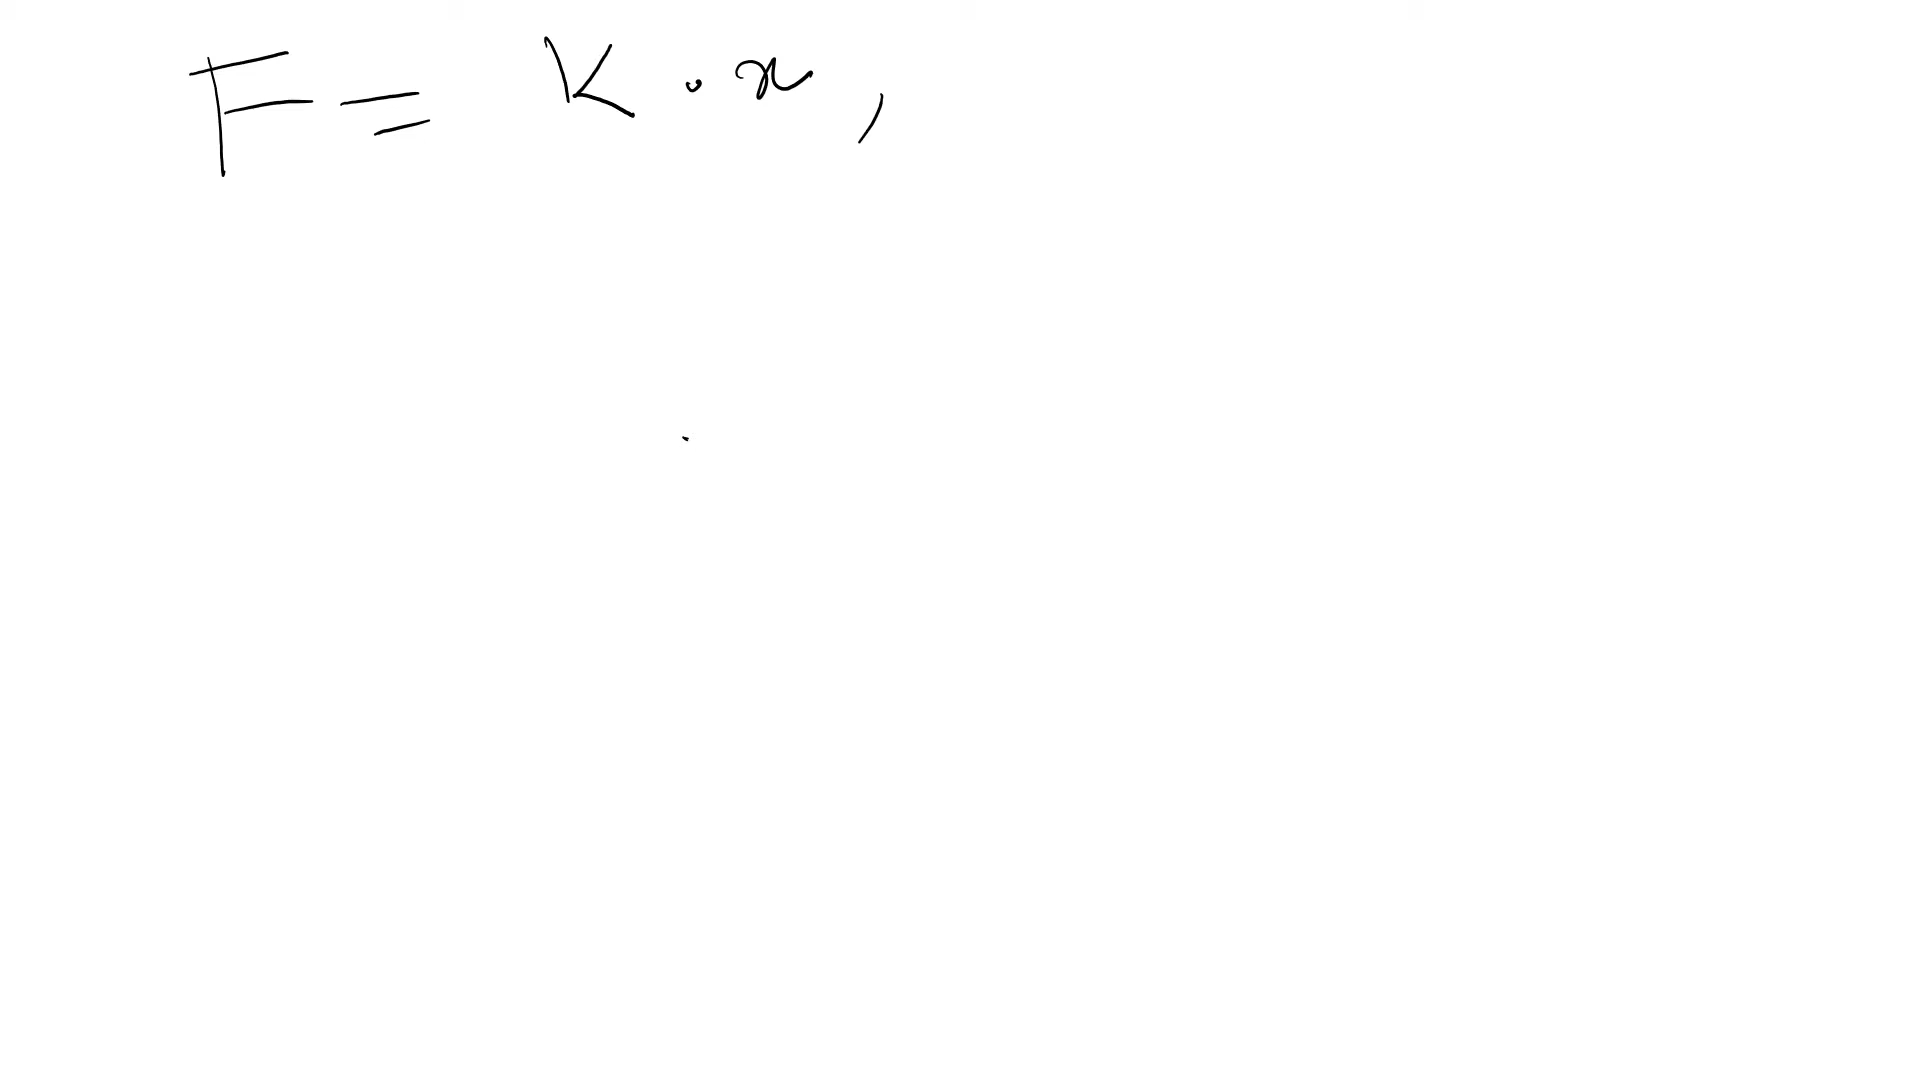 F = K · x,